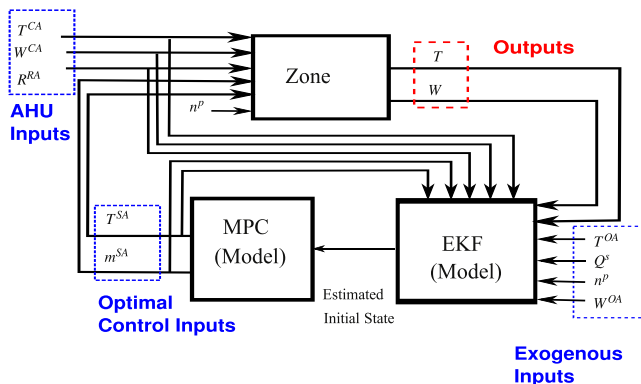 T^{CA}
W^{CA}
R^{RA}
AHU
Inputs
n^p
Zone
T
W
Outputs
T^{SA}
m^{SA}
Optimal
Control Inputs
MPC
(Model)
Estimated
Initial State
EKF
(Model)
T^{OA}
Q^s
n^p
W^{OA}
Exogenous
Inputs